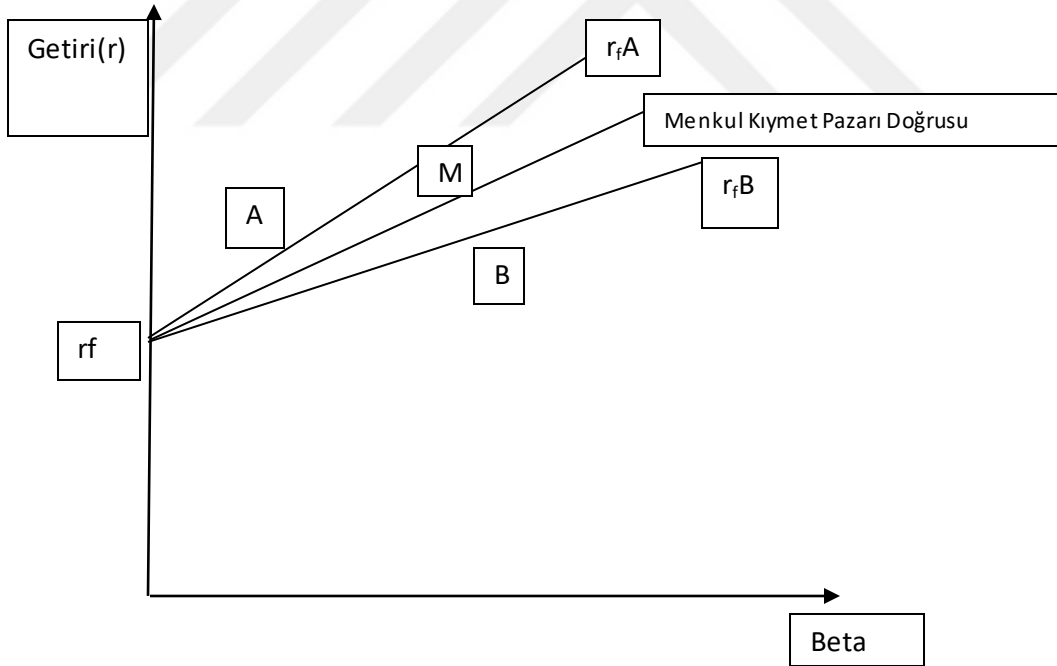 Getiri(r)
rfA
Menkul Kıymet Pazarı Doğrusu
M
rfB
A
B
rf
Beta